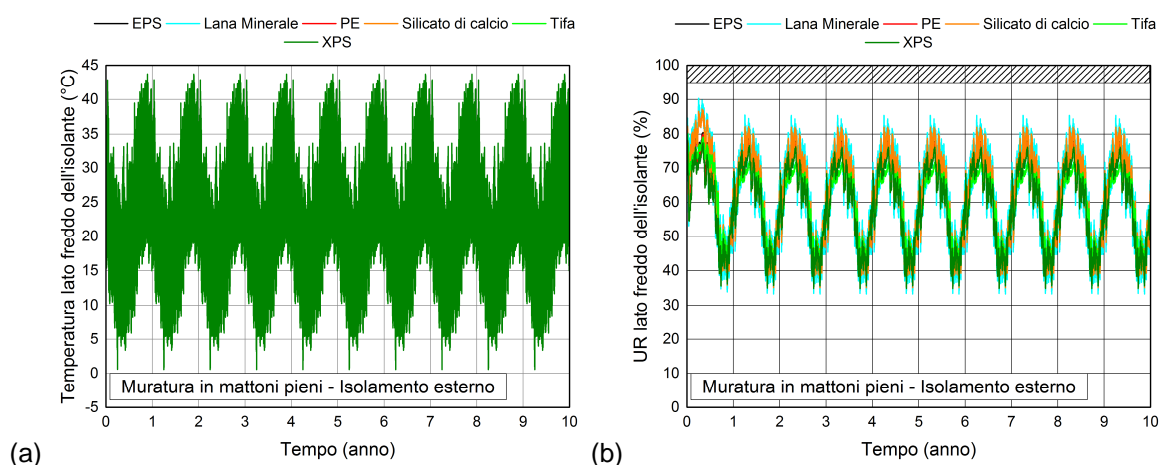 EPS Lana Minerale PE Silicato di calcio Tifa
XPS
Temperatura lato freddo dell'isolante (°C)
45
40
35
30
25
20
15
10
5
0
-5
Muratura in mattoni pieni - Isolamento esterno
0 1 2 3 4 5 6 7 8 9 10
Tempo (anno)
(a)
EPS Lana Minerale PE Silicato di calcio Tifa
XPS
UR lato freddo dell'isolante (%)
100
90
80
70
60
50
40
30
20
10
0
Muratura in mattoni pieni - Isolamento esterno
0 1 2 3 4 5 6 7 8 9 10
Tempo (anno)
(b)